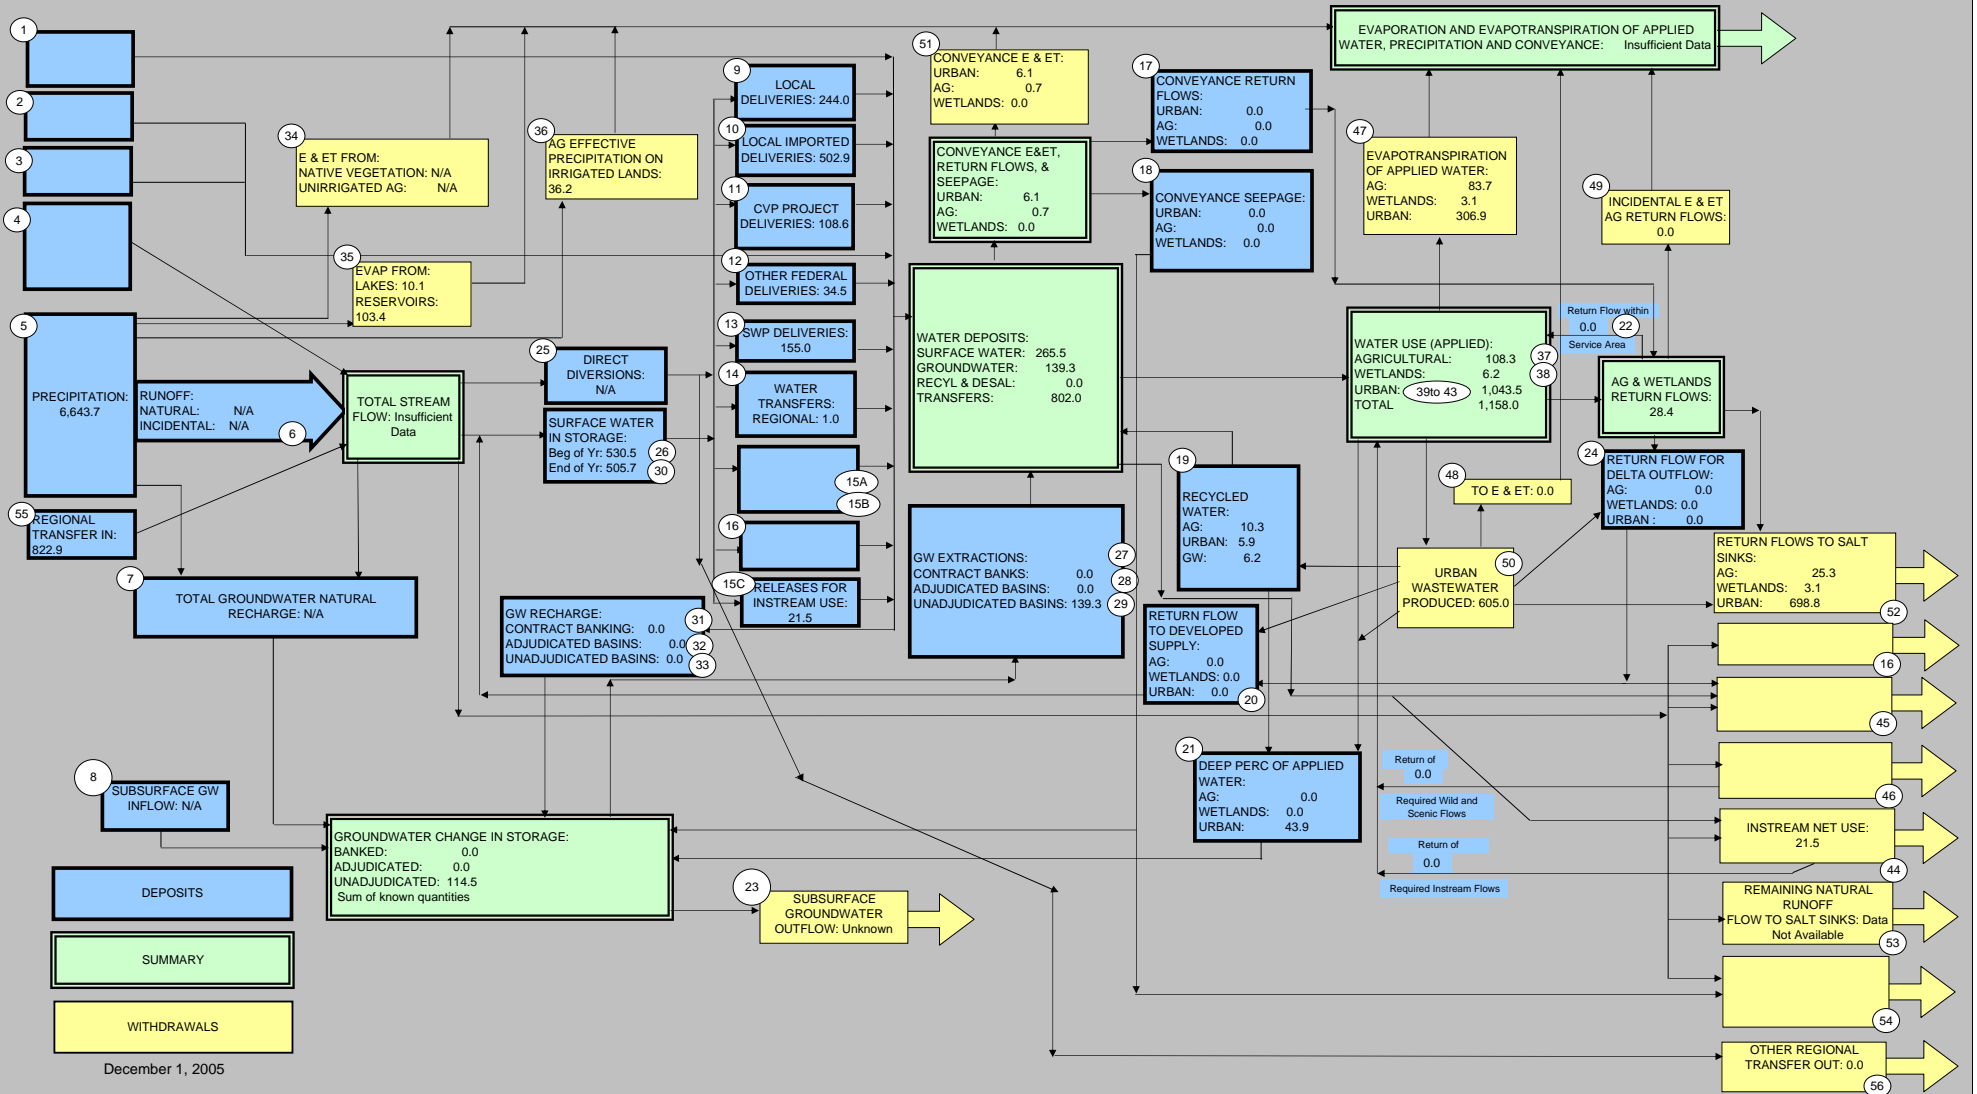 1
2
3
4
5
PRECIPITATION:
6,643.7
RUNOFF:
NATURAL: N/A
INCIDENTAL: N/A
6
55
REGIONAL
TRANSFER IN:
822.9
7
TOTAL GROUNDWATER NATURAL
RECHARGE: N/A
8
SUBSURFACE GW
INFLOW: N/A
34
E & ET FROM:
NATIVE VEGETATION: N/A
UNIRRIGATED AG: N/A
35
EVAP FROM:
LAKES: 10.1
RESERVOIRS:
103.4
36
AG EFFECTIVE
PRECIPITATION ON
IRRIGATED LANDS:
36.2
TOTAL STREAM
FLOW: Insufficient
Data
25
DIRECT
DIVERSIONS:
N/A
SURFACE WATER
IN STORAGE:
Beg of Yr: 530.5
End of Yr: 505.7
26
30
9
LOCAL
DELIVERIES: 244.0
10
LOCAL IMPORTED
DELIVERIES: 502.9
11
CVP PROJECT
DELIVERIES: 108.6
12
OTHER FEDERAL
DELIVERIES: 34.5
13
SWP DELIVERIES:
155.0
14
WATER
TRANSFERS:
REGIONAL: 1.0
15A
15B
16
15C
RELEASES FOR
INSTREAM USE:
21.5
GW RECHARGE:
CONTRACT BANKING: 0.0
ADJUDICATED BASINS: 0.0
UNADJUDICATED BASINS: 0.0
31
32
33
GROUNDWATER CHANGE IN STORAGE:
BANKED: 0.0
ADJUDICATED: 0.0
UNADJUDICATED: 114.5
Sum of known quantities
23
SUBSURFACE
GROUNDWATER
OUTFLOW: Unknown
51
CONVEYANCE E & ET:
URBAN: 6.1
AG: 0.7
WETLANDS: 0.0
CONVEYANCE E&ET,
RETURN FLOWS, &
SEEPAGE:
URBAN: 6.1
AG: 0.7
WETLANDS: 0.0
WATER DEPOSITS:
SURFACE WATER: 265.5
GROUNDWATER: 139.3
RECYL & DESAL: 0.0
TRANSFERS: 802.0
GW EXTRACTIONS:
CONTRACT BANKS: 0.0
ADJUDICATED BASINS: 0.0
UNADJUDICATED BASINS: 139.3
27
28
29
17
CONVEYANCE RETURN
FLOWS:
URBAN: 0.0
AG: 0.0
WETLANDS: 0.0
18
CONVEYANCE SEEPAGE:
URBAN: 0.0
AG: 0.0
WETLANDS: 0.0
19
RECYCLED
WATER:
AG: 10.3
URBAN: 5.9
GW: 6.2
RETURN FLOW
TO DEVELOPED
SUPPLY:
AG: 0.0
WETLANDS: 0.0
URBAN: 0.0
20
21
DEEP PERC OF APPLIED
WATER:
AG: 0.0
WETLANDS: 0.0
URBAN: 43.9
EVAPORATION AND EVAPOTRANSPIRATION OF APPLIED
WATER, PRECIPITATION AND CONVEYANCE: Insufficient Data
47
EVAPOTRANSPIRATION
OF APPLIED WATER:
AG: 83.7
WETLANDS: 3.1
URBAN: 306.9
49
INCIDENTAL E & ET
AG RETURN FLOWS:
0.0
Return Flow within
0.0
22
Service Area
WATER USE (APPLIED):
AGRICULTURAL: 108.3
WETLANDS: 6.2
URBAN: 39to 43 1,043.5
TOTAL 1,158.0
37
38
AG & WETLANDS
RETURN FLOWS:
28.4
48
TO E & ET: 0.0
24
RETURN FLOW FOR
DELTA OUTFLOW:
AG: 0.0
WETLANDS: 0.0
URBAN : 0.0
50
URBAN
WASTEWATER
PRODUCED: 605.0
RETURN FLOWS TO SALT
SINKS:
AG: 25.3
WETLANDS: 3.1
URBAN: 698.8
52
16
45
Return of
0.0
Required Wild and
Scenic Flows
46
Return of
0.0
Required Instream Flows
INSTREAM NET USE:
21.5
44
REMAINING NATURAL
RUNOFF
FLOW TO SALT SINKS: Data
Not Available
53
54
OTHER REGIONAL
TRANSFER OUT: 0.0
56
DEPOSITS
SUMMARY
WITHDRAWALS
December 1, 2005